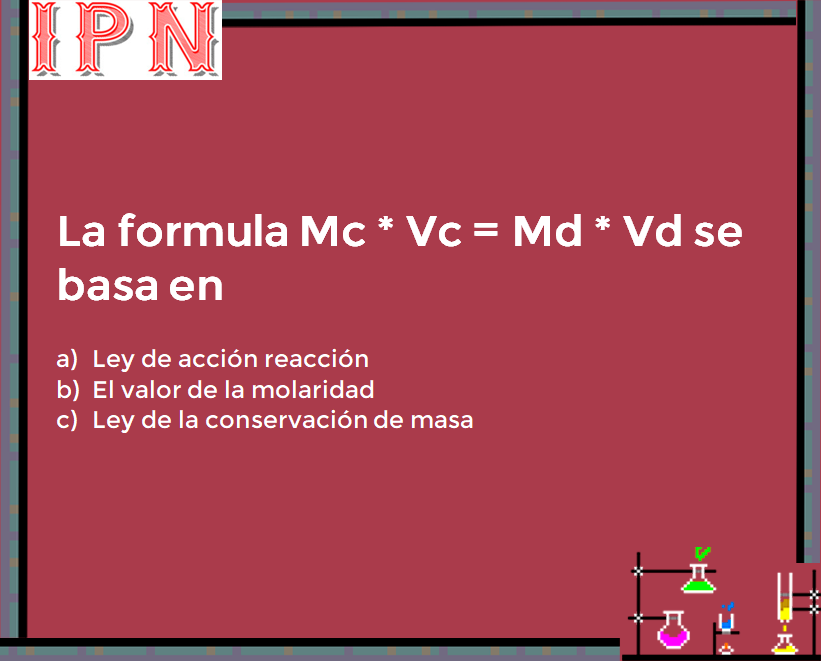 IPN
La formula Mc * Vc = Md * Vd se
basa en
a) Ley de acción reacción
b) El valor de la molaridad
c) Ley de la conservación de masa